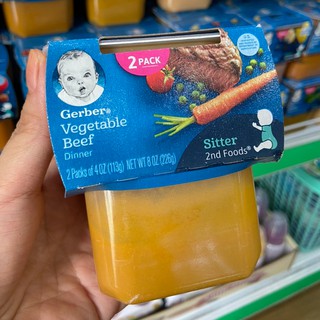 2 PACK
Gerber®
Vegetable
Beef
Dinner
Sitter
2nd Foods®
2 Packs of 4 OZ (113g) NET WT 8 OZ (226g)